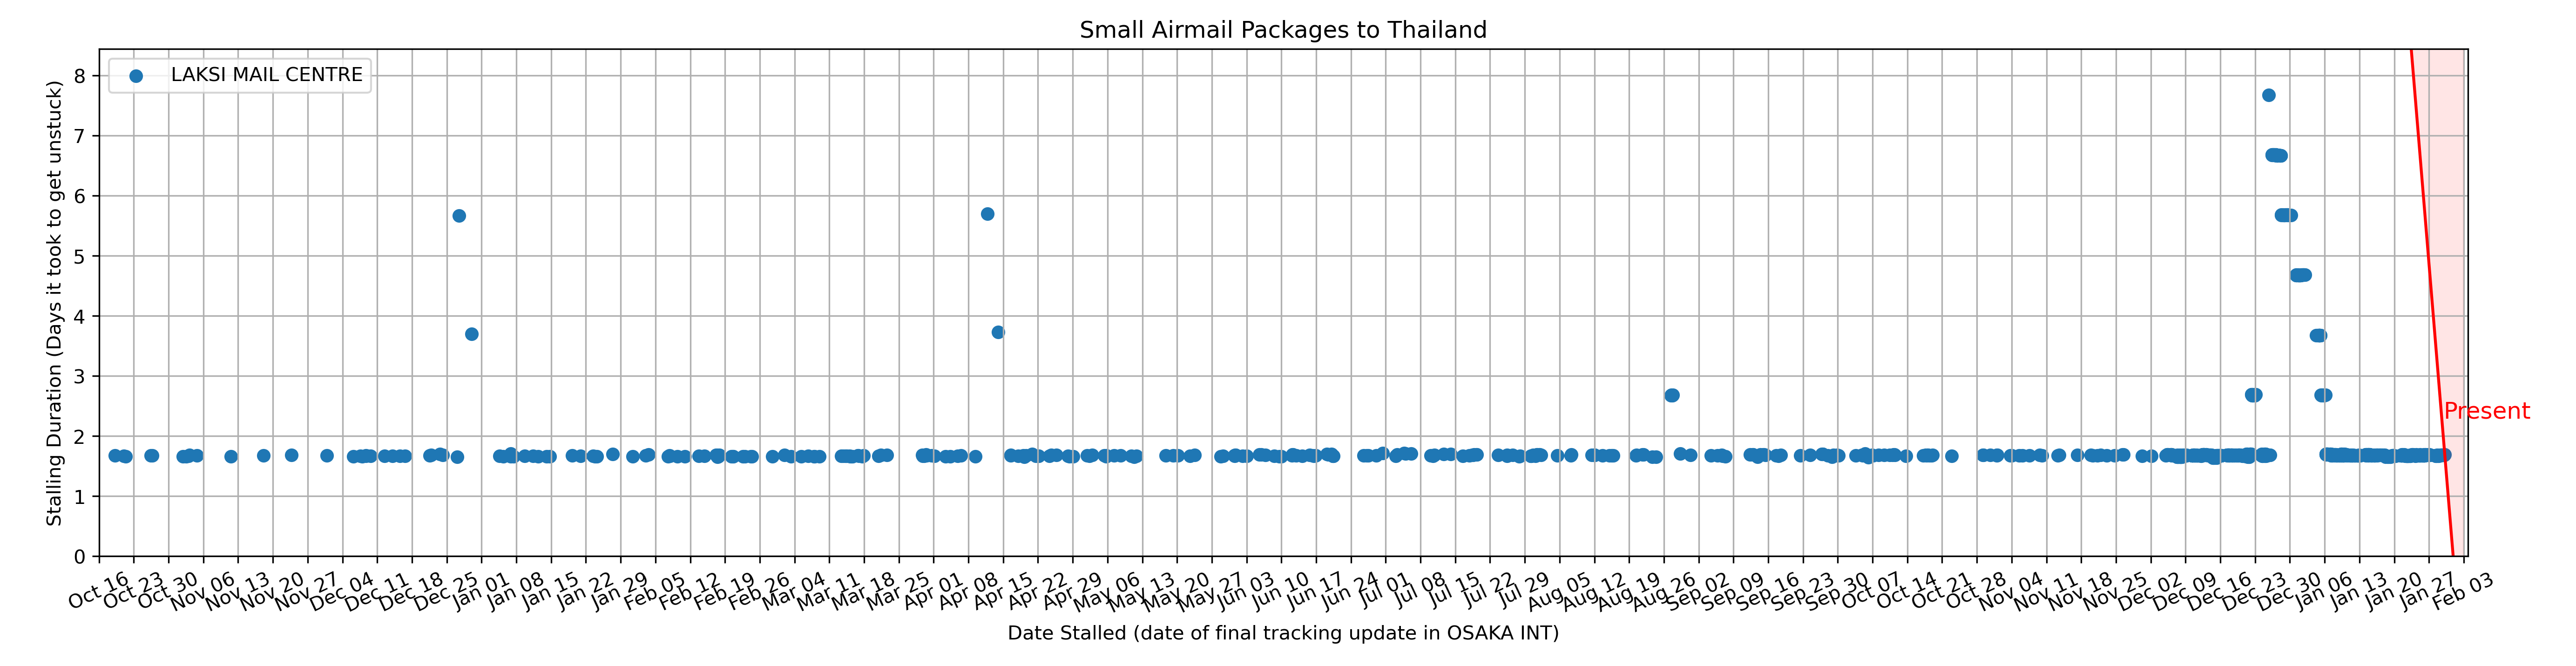 Small Airmail Packages to Thailand
LAKSI MAIL CENTRE
Stalling Duration (Days it took to get unstuck)
8
7
6
5
4
3
2
1
0
Present
Oct 16 Oct 23 Oct 30 Nov 06 Nov 13 Nov 20 Nov 27 Dec 04 Dec 11 Dec 18 Dec 25 Jan 01 Jan 08 Jan 15 Jan 22 Jan 29 Feb 05 Feb 12 Feb 19 Feb 26 Mar 04 Mar 11 Mar 18 Mar 25 Apr 01 Apr 08 Apr 15 Apr 22 Apr 29 May 06 May 13 May 20 May 27 Jun 03 Jun 10 Jun 17 Jun 24 Jul 01 Jul 08 Jul 15 Jul 22 Jul 29 Aug 05 Aug 12 Aug 19 Aug 26 Sep 02 Sep 09 Sep 16 Sep 23 Sep 30 Oct 07 Oct 14 Oct 21 Oct 28 Nov 04 Nov 11 Nov 18 Nov 25 Dec 02 Dec 09 Dec 16 Dec 23 Dec 30 Jan 06 Jan 13 Jan 20 Jan 27 Feb 03
Date Stalled (date of final tracking update in OSAKA INT)